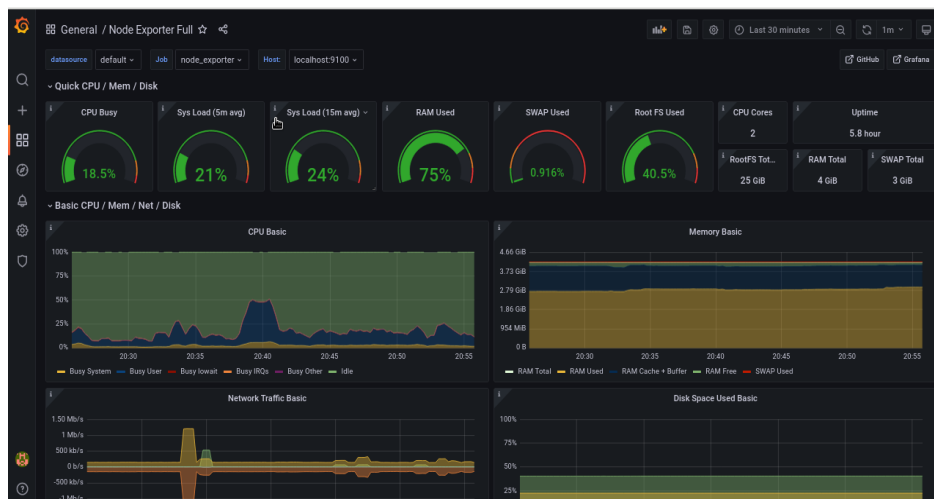 General / Node Exporter Full
Last 30 minutes
1m
datasource default Job node_exporter Host: localhost:9100
GitHub Grafana
Quick CPU / Mem / Disk
CPU Busy
18.5%
Sys Load (5m avg)
21%
Sys Load (15m avg)
24%
RAM Used
75%
SWAP Used
0.916%
Root FS Used
40.5%
CPU Cores
2
Uptime
5.8 hour
RootFS Tot...
25 GiB
RAM Total
4 GiB
SWAP Total
3 GiB
Basic CPU / Mem / Net / Disk
CPU Basic
100%
75%
50%
25%
0%
20:30 20:35 20:40 20:45 20:50 20:55
Busy System Busy User Busy Iowait Busy IRQs Busy Other Idle
Memory Basic
4.66 GiB
3.73 GiB
2.79 GiB
1.86 GiB
954 MiB
0 B
20:30 20:35 20:40 20:45 20:50 20:55
RAM Total RAM Used RAM Cache + Buffer RAM Free SWAP Used
Network Traffic Basic
1.50 Mb/s
1 Mb/s
500 kb/s
0 b/s
-500 kb/s
-1 Mb/s
Disk Space Used Basic
100%
75%
50%
25%